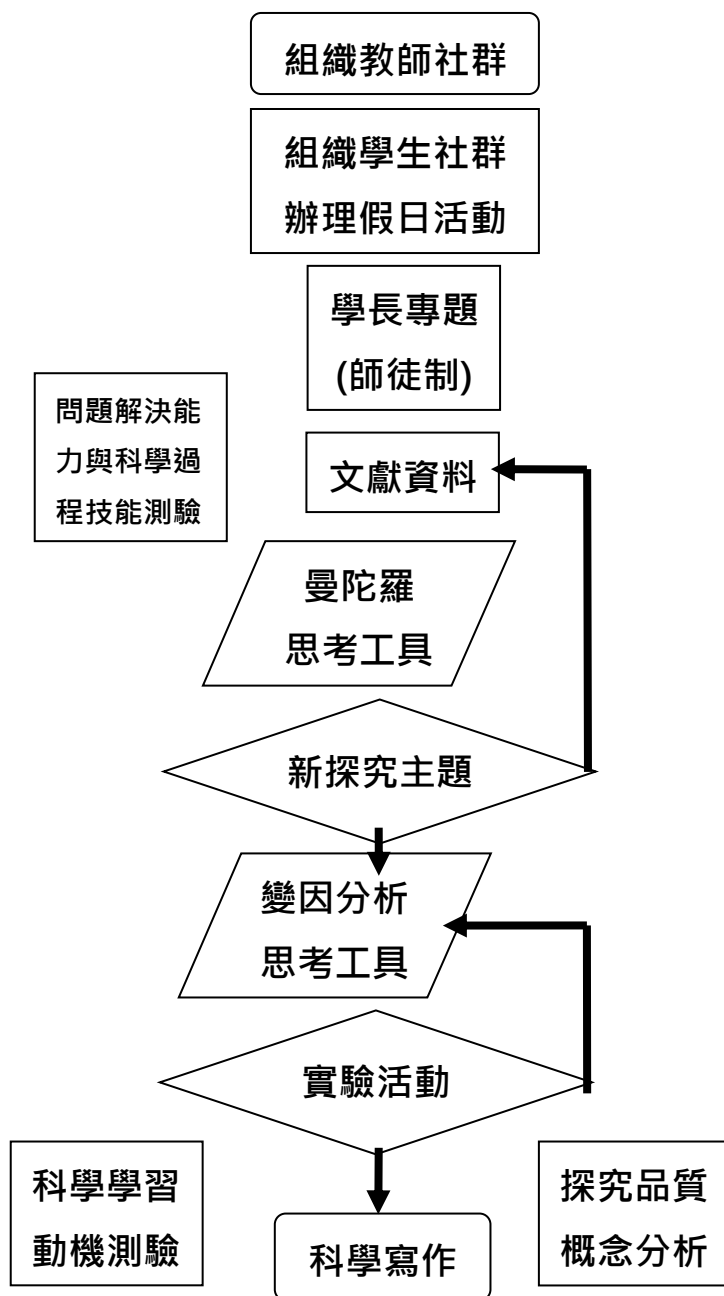 組織教師社群
組織學生社群
辦理假日活動
學長專題
(師徒制)
問題解決能
力與科學過
程技能測驗
文獻資料
曼陀羅
思考工具
新探究主題
變因分析
思考工具
實驗活動
科學學習
動機測驗
科學寫作
探究品質
概念分析